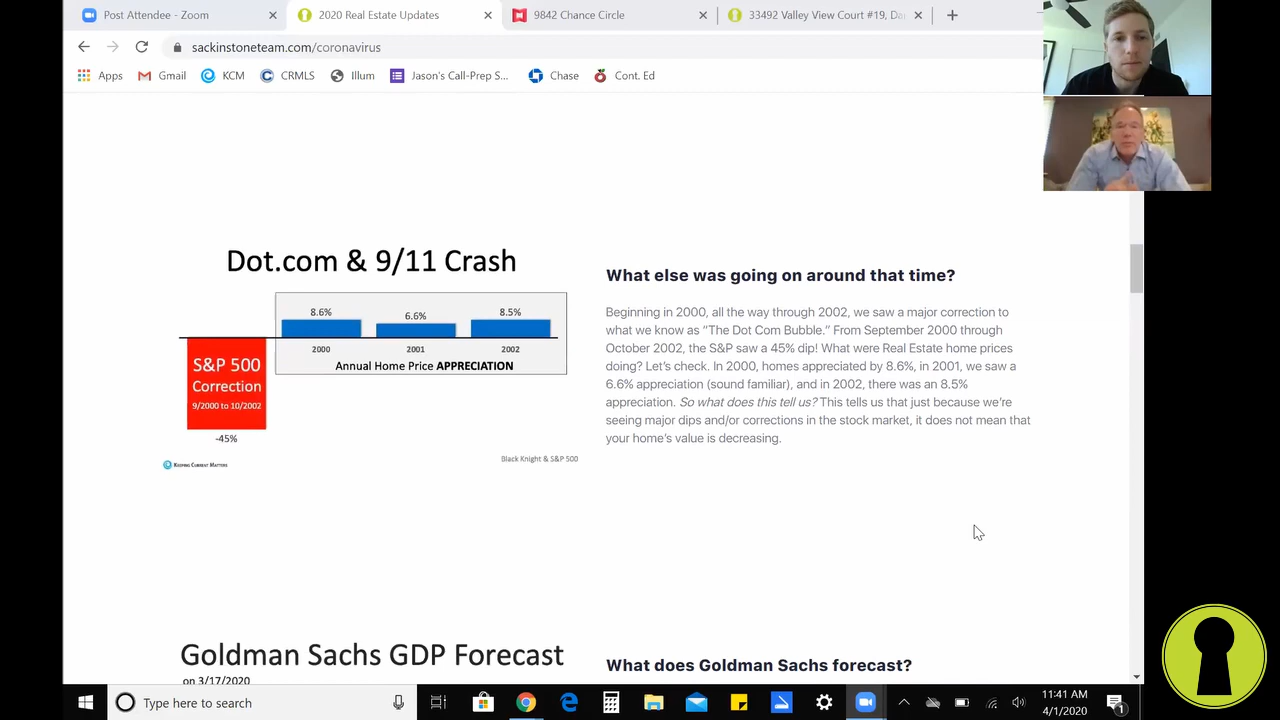 Post Attendee - Zoom
2020 Real Estate Updates
9842 Chance Circle
33492 Valley View Court #19, Da
sackinstoneteam.com/coronavirus
Apps
Gmail
KCM
CRMLS
Illum
Jason's Call-Prep S...
Chase
Cont. Ed
Dot.com & 9/11 Crash
8.6%
6.6%
8.5%
2000
2001
2002
Annual Home Price APPRECIATION
S&P 500
Correction
9/2000 to 10/2002
-45%
KEEPING CURRENT MATTERS
Black Knight & S&P 500
What else was going on around that time?
Beginning in 2000, all the way through 2002, we saw a major correction to
what we know as “The Dot Com Bubble.” From September 2000 through
October 2002, the S&P saw a 45% dip! What were Real Estate home prices
doing? Let’s check. In 2000, homes appreciated by 8.6%, in 2001, we saw a
6.6% appreciation (sound familiar), and in 2002, there was an 8.5%
appreciation. So what does this tell us? This tells us that just because we’re
seeing major dips and/or corrections in the stock market, it does not mean that
your home’s value is decreasing.
Goldman Sachs GDP Forecast
on 3/17/2020
What does Goldman Sachs forecast?
Type here to search
11:41 AM
4/1/2020
1